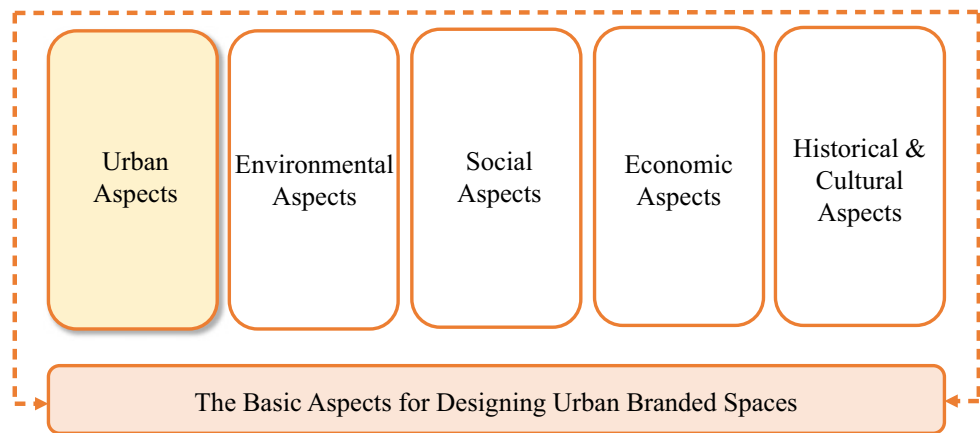 Urban
Aspects
Environmental
Aspects
Social
Aspects
Economic
Aspects
Historical &
Cultural
Aspects
The Basic Aspects for Designing Urban Branded Spaces